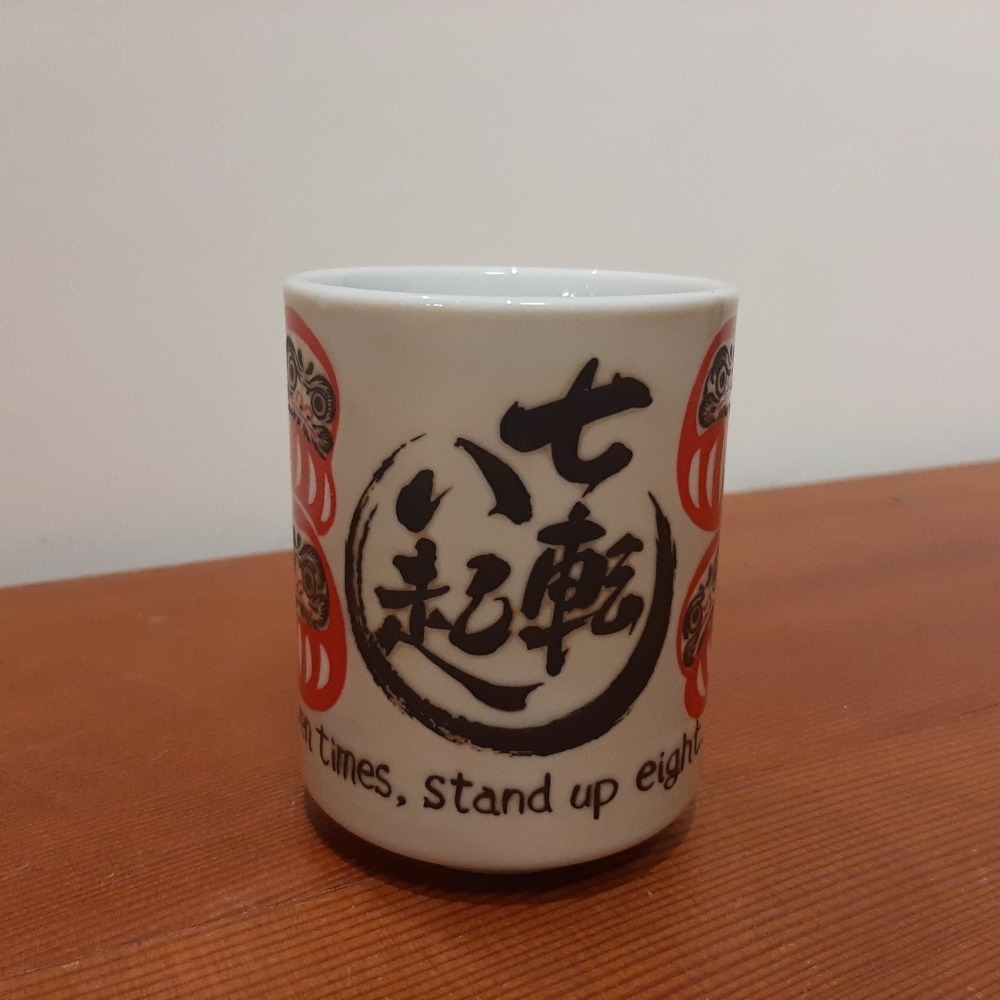 七転
八起
times, stand up eight.